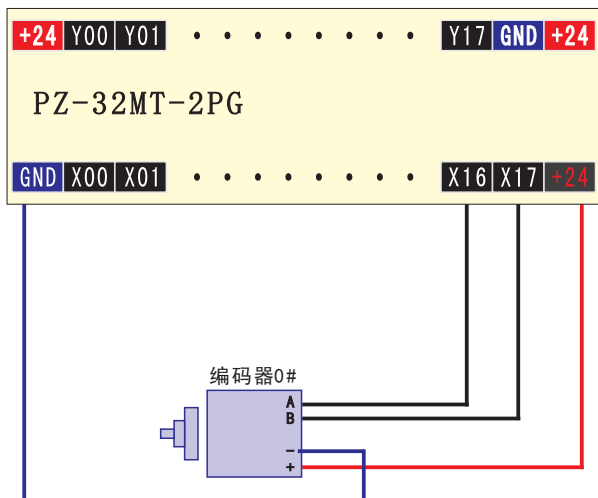 +24 Y00 Y01 • • • • • • • • Y17 GND +24
PZ-32MT-2PG
GND X00 X01 • • • • • • • • X16 X17 +24
编码器0#
A
B
-
+